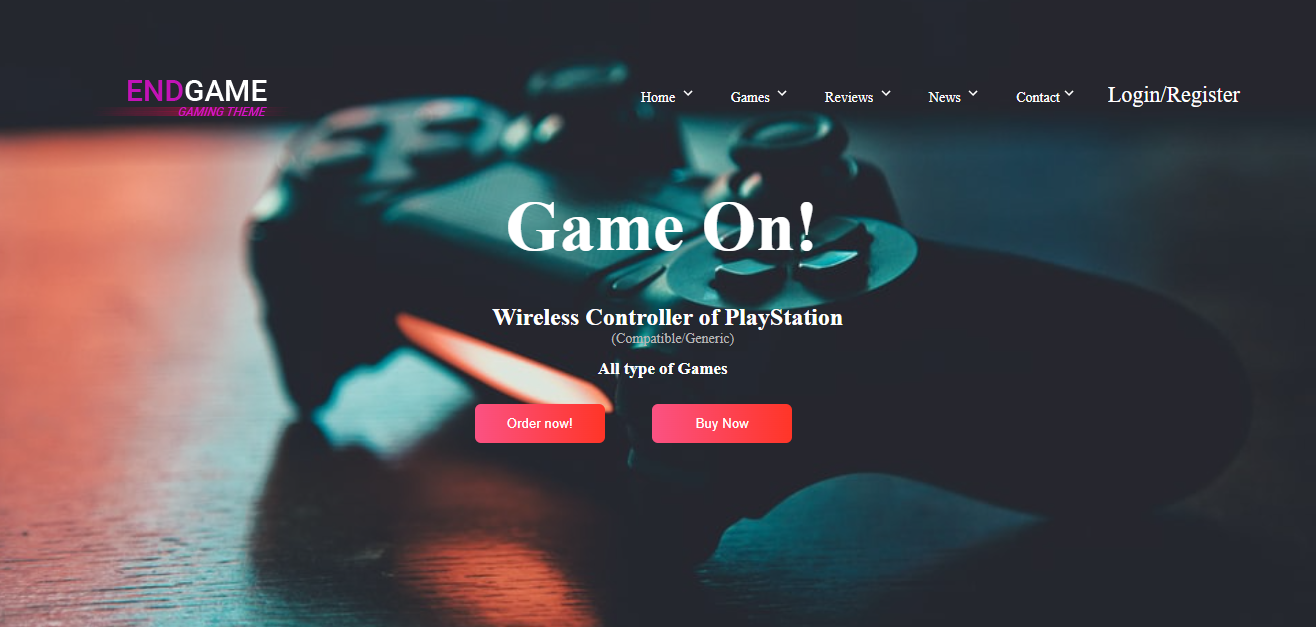 ENDGAME
GAMING THEME
Home Games Reviews News Contact Login/Register
Game On!
Wireless Controller of PlayStation
(Compatible/Generic)
All type of Games
Order now! Buy Now